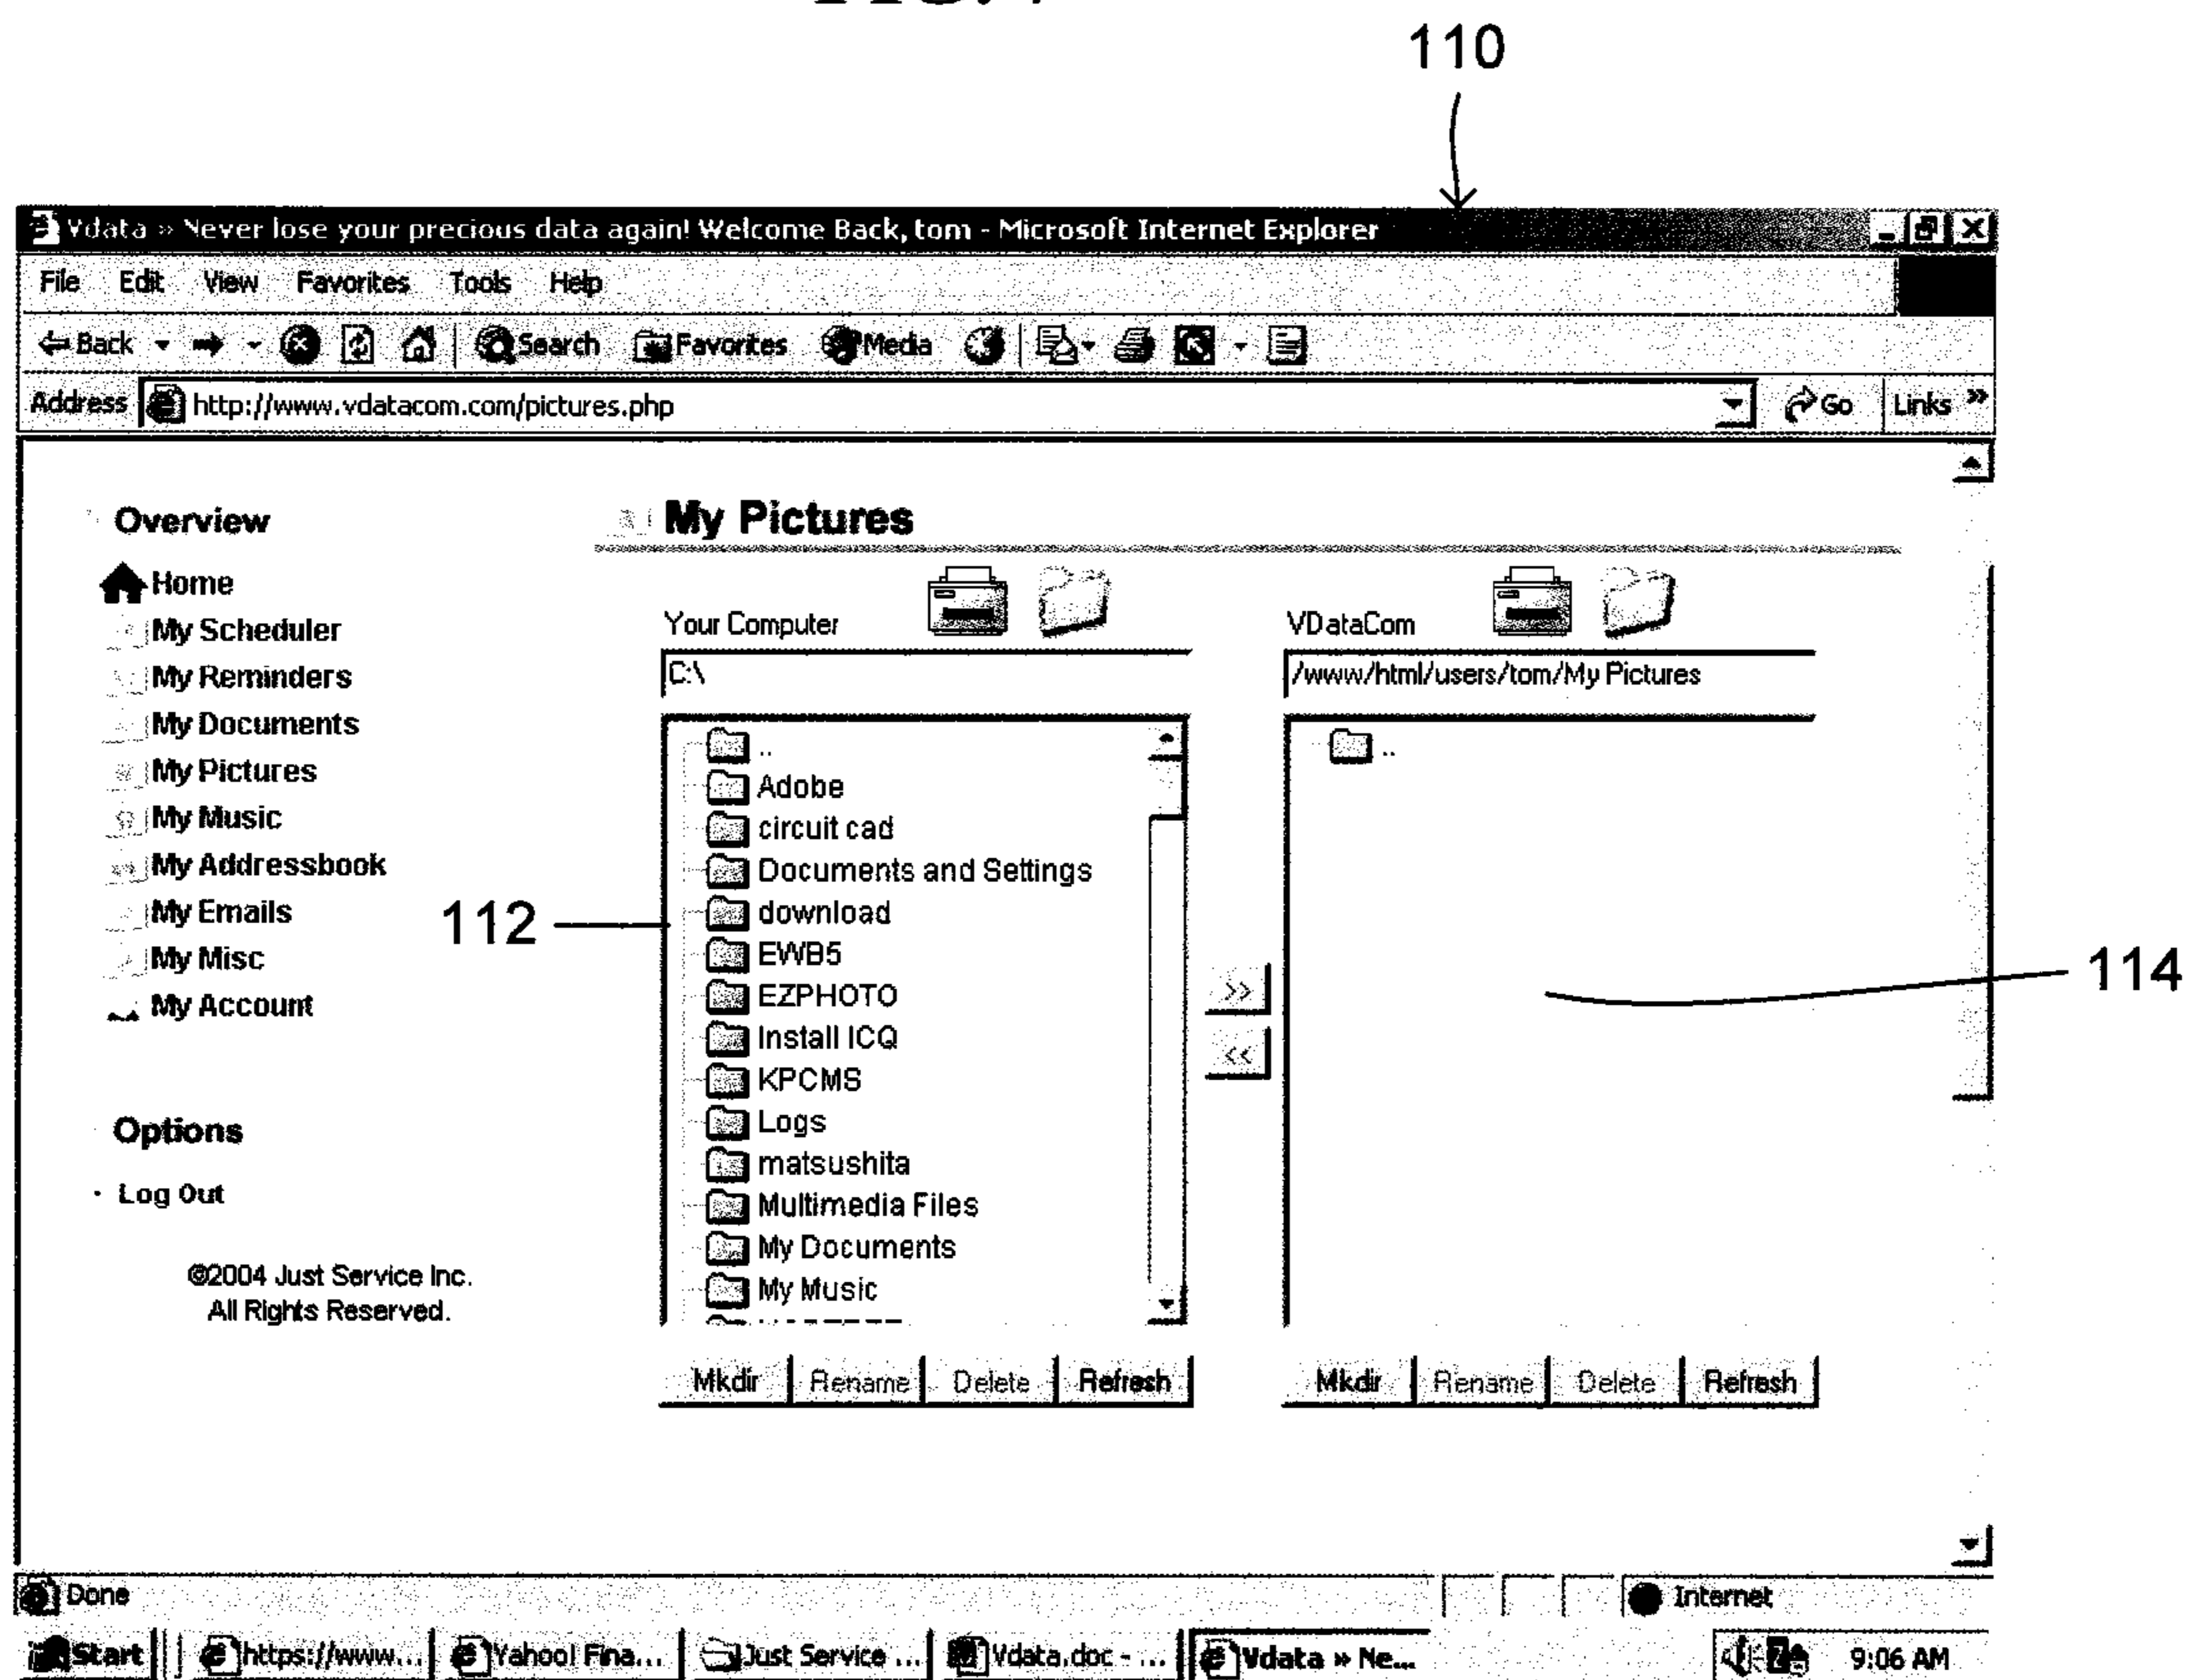 110
Vdata » Never lose your precious data again! Welcome Back, tom - Microsoft Internet Explorer
File Edit View Favorites Tools Help
Back Search Favorites Media
Address http://www.vdatacom.com/pictures.php Go Links »
Overview
Home
My Scheduler
My Reminders
My Documents
My Pictures
My Music
My Addressbook
My Emails
My Misc
My Account
Options
· Log Out
©2004 Just Service Inc.
All Rights Reserved.
My Pictures
Your Computer
C:\
112
..
Adobe
circuit cad
Documents and Settings
download
EWB5
EZPHOTO
Install ICQ
KPCMS
Logs
matsushita
Multimedia Files
My Documents
My Music
Mkdir Rename Delete Refresh
>>
<<
VDataCom
/www/html/users/tom/My Pictures
..
114
Mkdir Rename Delete Refresh
Done Internet
Start https://www... Yahoo! Fina... Just Service ... Vdata.doc - ... Vdata » Ne... 9:06 AM